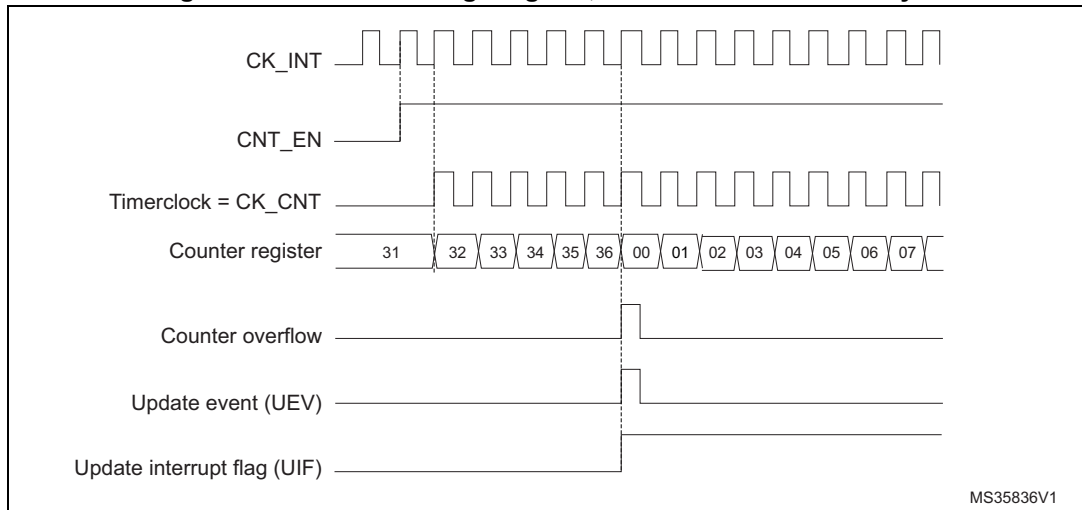 CK_INT
CNT_EN
Timerclock = CK_CNT
Counter register 31 32 33 34 35 36 00 01 02 03 04 05 06 07
Counter overflow
Update event (UEV)
Update interrupt flag (UIF)
MS35836V1